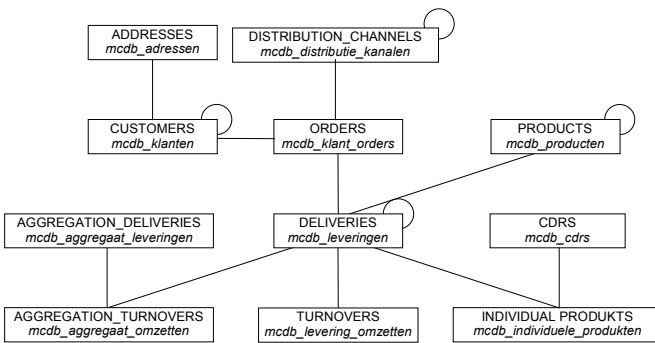 ADDRESSES
mcdb_adressen
DISTRIBUTION_CHANNELS
mcdb_distributie_kanalen
CUSTOMERS
mcdb_klanten
ORDERS
mcdb_klant_orders
PRODUCTS
mcdb_producten
AGGREGATION_DELIVERIES
mcdb_aggregaat_leveringen
DELIVERIES
mcdb_leveringen
CDRS
mcdb_cdrs
AGGREGATION_TURNOVERS
mcdb_aggregaat_omzetten
TURNOVERS
mcdb_levering_omzetten
INDIVIDUAL PRODUKTS
mcdb_individuele_produkten